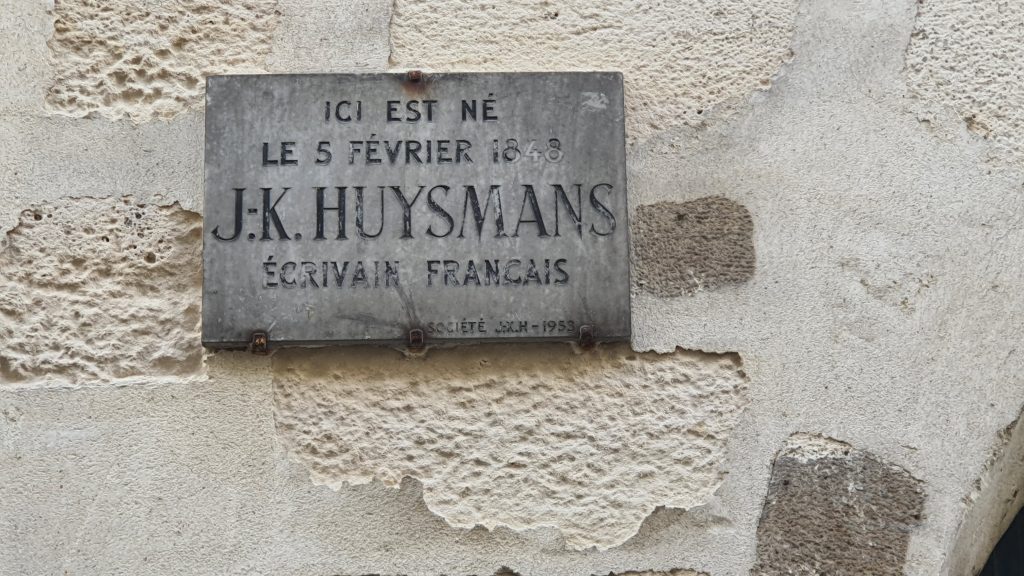 ICI EST NÉ
LE 5 FÉVRIER 1848
J.-K. HUYSMANS
ÉCRIVAIN FRANÇAIS
SOCIÉTÉ J.-K.H - 1953